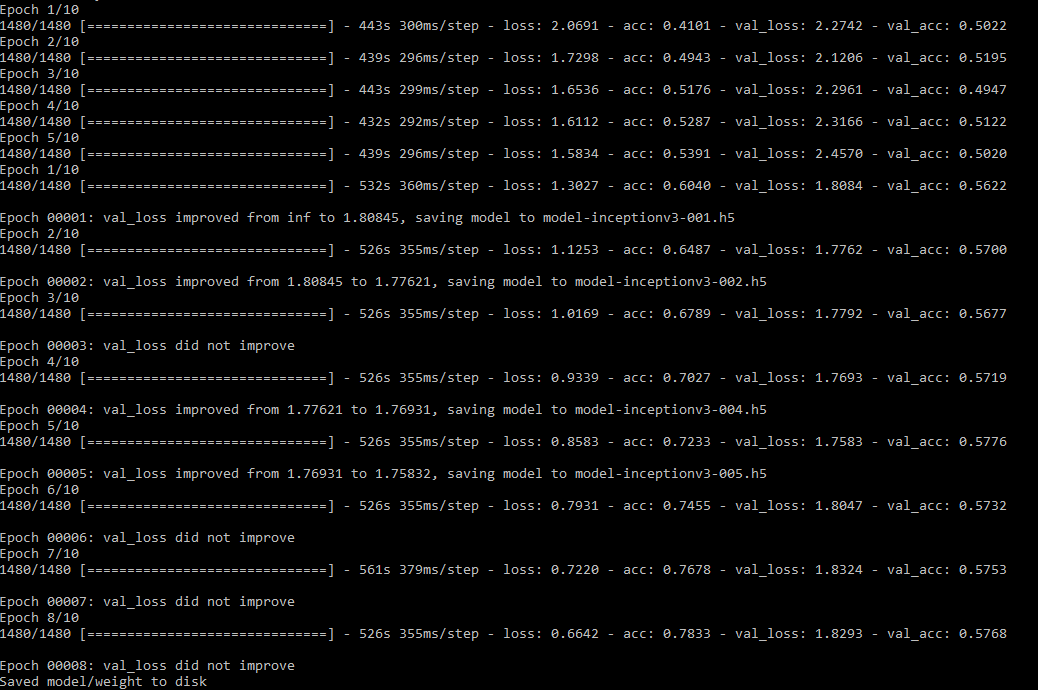 Epoch 1/10
1480/1480 [==============================] - 443s 300ms/step - loss: 2.0691 - acc: 0.4101 - val_loss: 2.2742 - val_acc: 0.5022
Epoch 2/10
1480/1480 [==============================] - 439s 296ms/step - loss: 1.7298 - acc: 0.4943 - val_loss: 2.1206 - val_acc: 0.5195
Epoch 3/10
1480/1480 [==============================] - 443s 299ms/step - loss: 1.6536 - acc: 0.5176 - val_loss: 2.2961 - val_acc: 0.4947
Epoch 4/10
1480/1480 [==============================] - 432s 292ms/step - loss: 1.6112 - acc: 0.5287 - val_loss: 2.3166 - val_acc: 0.5122
Epoch 5/10
1480/1480 [==============================] - 439s 296ms/step - loss: 1.5834 - acc: 0.5391 - val_loss: 2.4570 - val_acc: 0.5020
Epoch 1/10
1480/1480 [==============================] - 532s 360ms/step - loss: 1.3027 - acc: 0.6040 - val_loss: 1.8084 - val_acc: 0.5622
Epoch 00001: val_loss improved from inf to 1.80845, saving model to model-inceptionv3-001.h5
Epoch 2/10
1480/1480 [==============================] - 526s 355ms/step - loss: 1.1253 - acc: 0.6487 - val_loss: 1.7762 - val_acc: 0.5700
Epoch 00002: val_loss improved from 1.80845 to 1.77621, saving model to model-inceptionv3-002.h5
Epoch 3/10
1480/1480 [==============================] - 526s 355ms/step - loss: 1.0169 - acc: 0.6789 - val_loss: 1.7792 - val_acc: 0.5677
Epoch 00003: val_loss did not improve
Epoch 4/10
1480/1480 [==============================] - 526s 355ms/step - loss: 0.9339 - acc: 0.7027 - val_loss: 1.7693 - val_acc: 0.5719
Epoch 00004: val_loss improved from 1.77621 to 1.76931, saving model to model-inceptionv3-004.h5
Epoch 5/10
1480/1480 [==============================] - 526s 355ms/step - loss: 0.8583 - acc: 0.7233 - val_loss: 1.7583 - val_acc: 0.5776
Epoch 00005: val_loss improved from 1.76931 to 1.75832, saving model to model-inceptionv3-005.h5
Epoch 6/10
1480/1480 [==============================] - 526s 355ms/step - loss: 0.7931 - acc: 0.7455 - val_loss: 1.8047 - val_acc: 0.5732
Epoch 00006: val_loss did not improve
Epoch 7/10
1480/1480 [==============================] - 561s 379ms/step - loss: 0.7220 - acc: 0.7678 - val_loss: 1.8324 - val_acc: 0.5753
Epoch 00007: val_loss did not improve
Epoch 8/10
1480/1480 [==============================] - 526s 355ms/step - loss: 0.6642 - acc: 0.7833 - val_loss: 1.8293 - val_acc: 0.5768
Epoch 00008: val_loss did not improve
Saved model/weight to disk